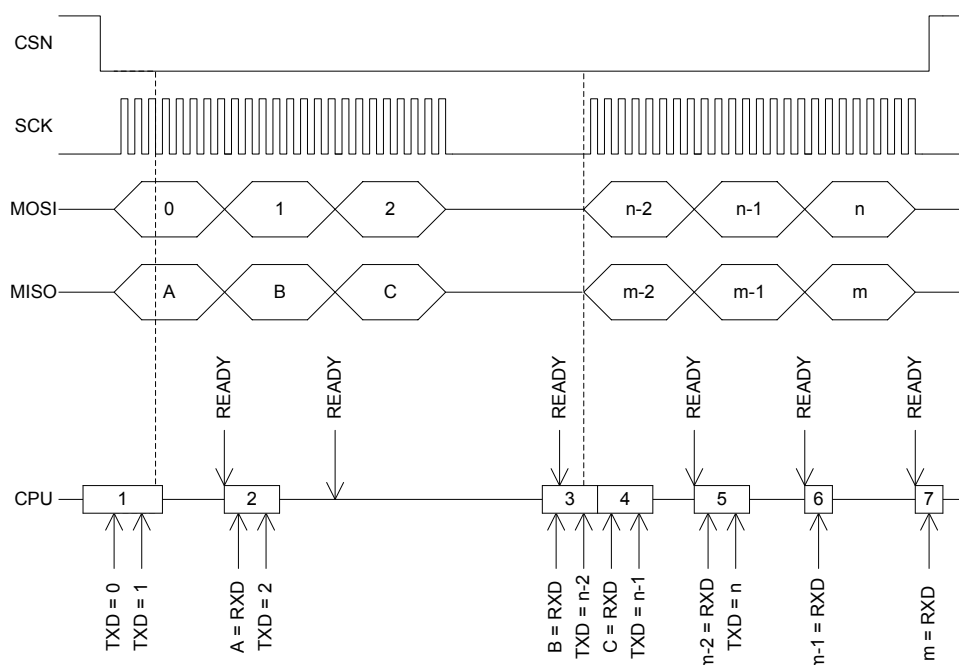 CSN
SCK
MOSI 0 1 2 n-2 n-1 n
MISO A B C m-2 m-1 m
READY READY READY READY READY READY
CPU 1 2 3 4 5 6 7
TXD = 0
TXD = 1
A = RXD
TXD = 2
B = RXD
TXD = n-2
C = RXD
TXD = n-1
m-2 = RXD
TXD = n
m-1 = RXD
m = RXD